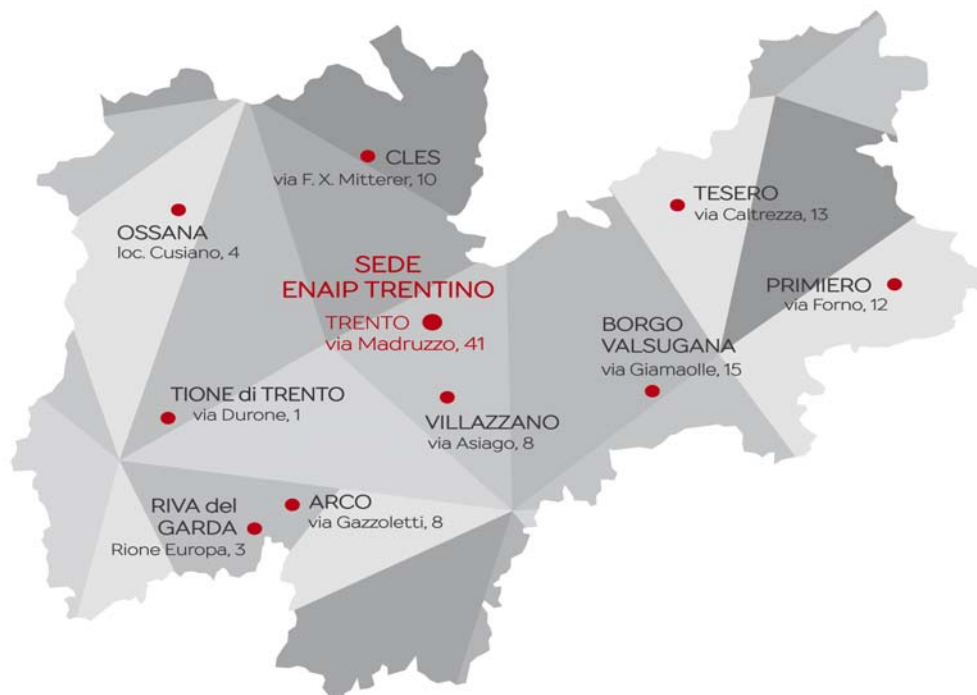 CLES
via F. X. Mitterer, 10
TESERO
via Caltrezza, 13
OSSANA
loc. Cusiano, 4
SEDE
ENAIP TRENTINO
TRENTO
via Madruzzo, 41
PRIMIERO
via Forno, 12
BORGO
VALSUGANA
via Giamaolle, 15
TIONE di TRENTO
via Durone, 1
VILLAZZANO
via Asiago, 8
RIVA del
GARDA
Rione Europa, 3
ARCO
via Gazzoletti, 8